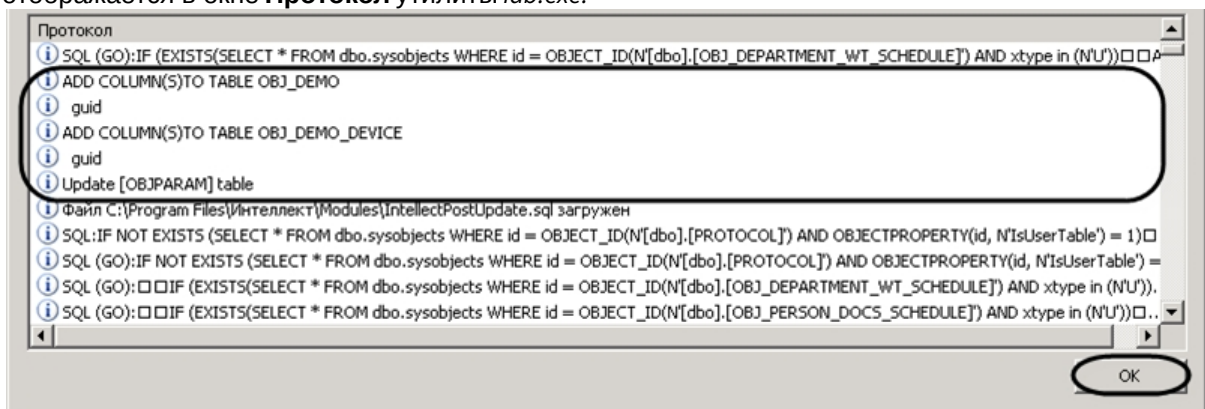 отображается в окне Протокол утилиты idb.exe.
Протокол
SQL (GO):IF (EXISTS(SELECT * FROM dbo.sysobjects WHERE id = OBJECT_ID(N'[dbo].[OBJ_DEPARTMENT_WT_SCHEDULE]') AND xtype in (N'U'))□□A
ADD COLUMN(S)TO TABLE OBJ_DEMO
guid
ADD COLUMN(S)TO TABLE OBJ_DEMO_DEVICE
guid
Update [OBJPARAM] table
Файл C:\Program Files\Интеллект\Modules\IntellectPostUpdate.sql загружен
SQL:IF NOT EXISTS (SELECT * FROM dbo.sysobjects WHERE id = OBJECT_ID(N'[dbo].[PROTOCOL]') AND OBJECTPROPERTY(id, N'IsUserTable') = 1)□
SQL (GO):IF NOT EXISTS (SELECT * FROM dbo.sysobjects WHERE id = OBJECT_ID(N'[dbo].[PROTOCOL]') AND OBJECTPROPERTY(id, N'IsUserTable') =
SQL (GO):□□IF (EXISTS(SELECT * FROM dbo.sysobjects WHERE id = OBJECT_ID(N'[dbo].[OBJ_DEPARTMENT_WT_SCHEDULE]') AND xtype in (N'U')).
SQL (GO):□□IF (EXISTS(SELECT * FROM dbo.sysobjects WHERE id = OBJECT_ID(N'[dbo].[OBJ_PERSON_DOCS_SCHEDULE]') AND xtype in (N'U'))□..
OK